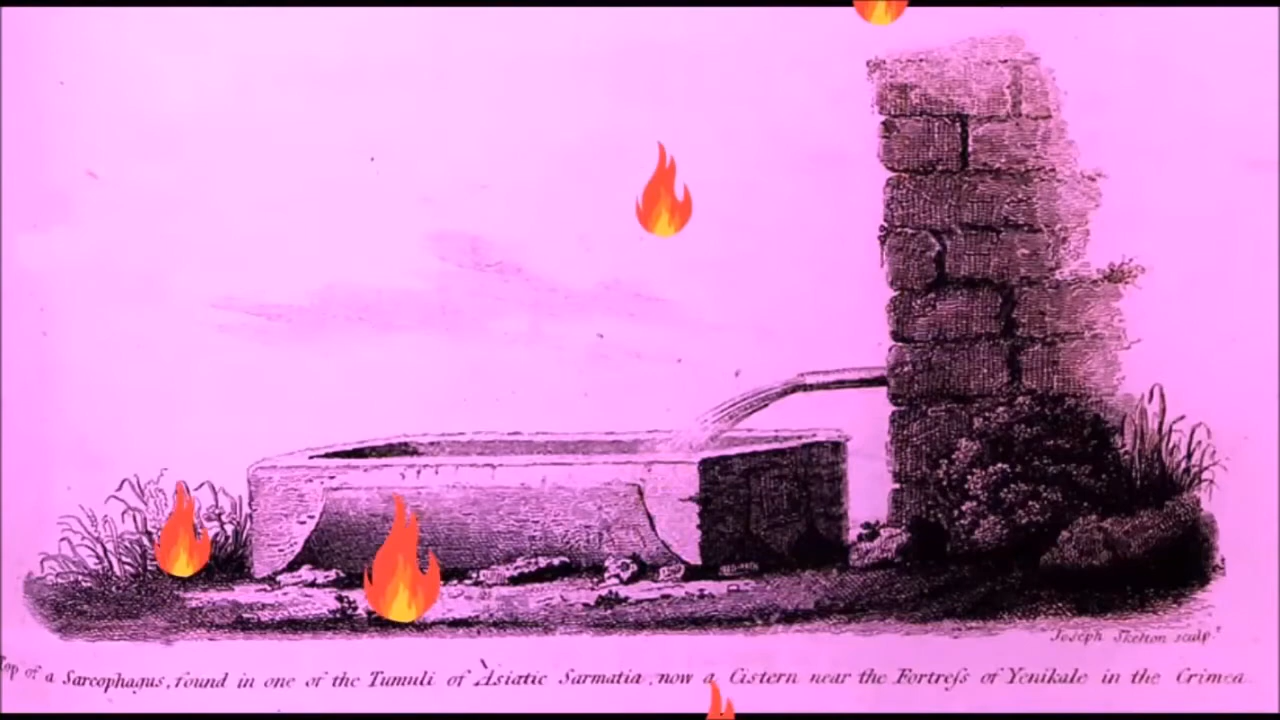 Joseph Skelton sculp.ᵗ
Top of a Sarcophagus, found in one of the Tumuli of Asiatic Sarmatia, now a Cistern near the Fortreſs of Yenikale in the Crimea